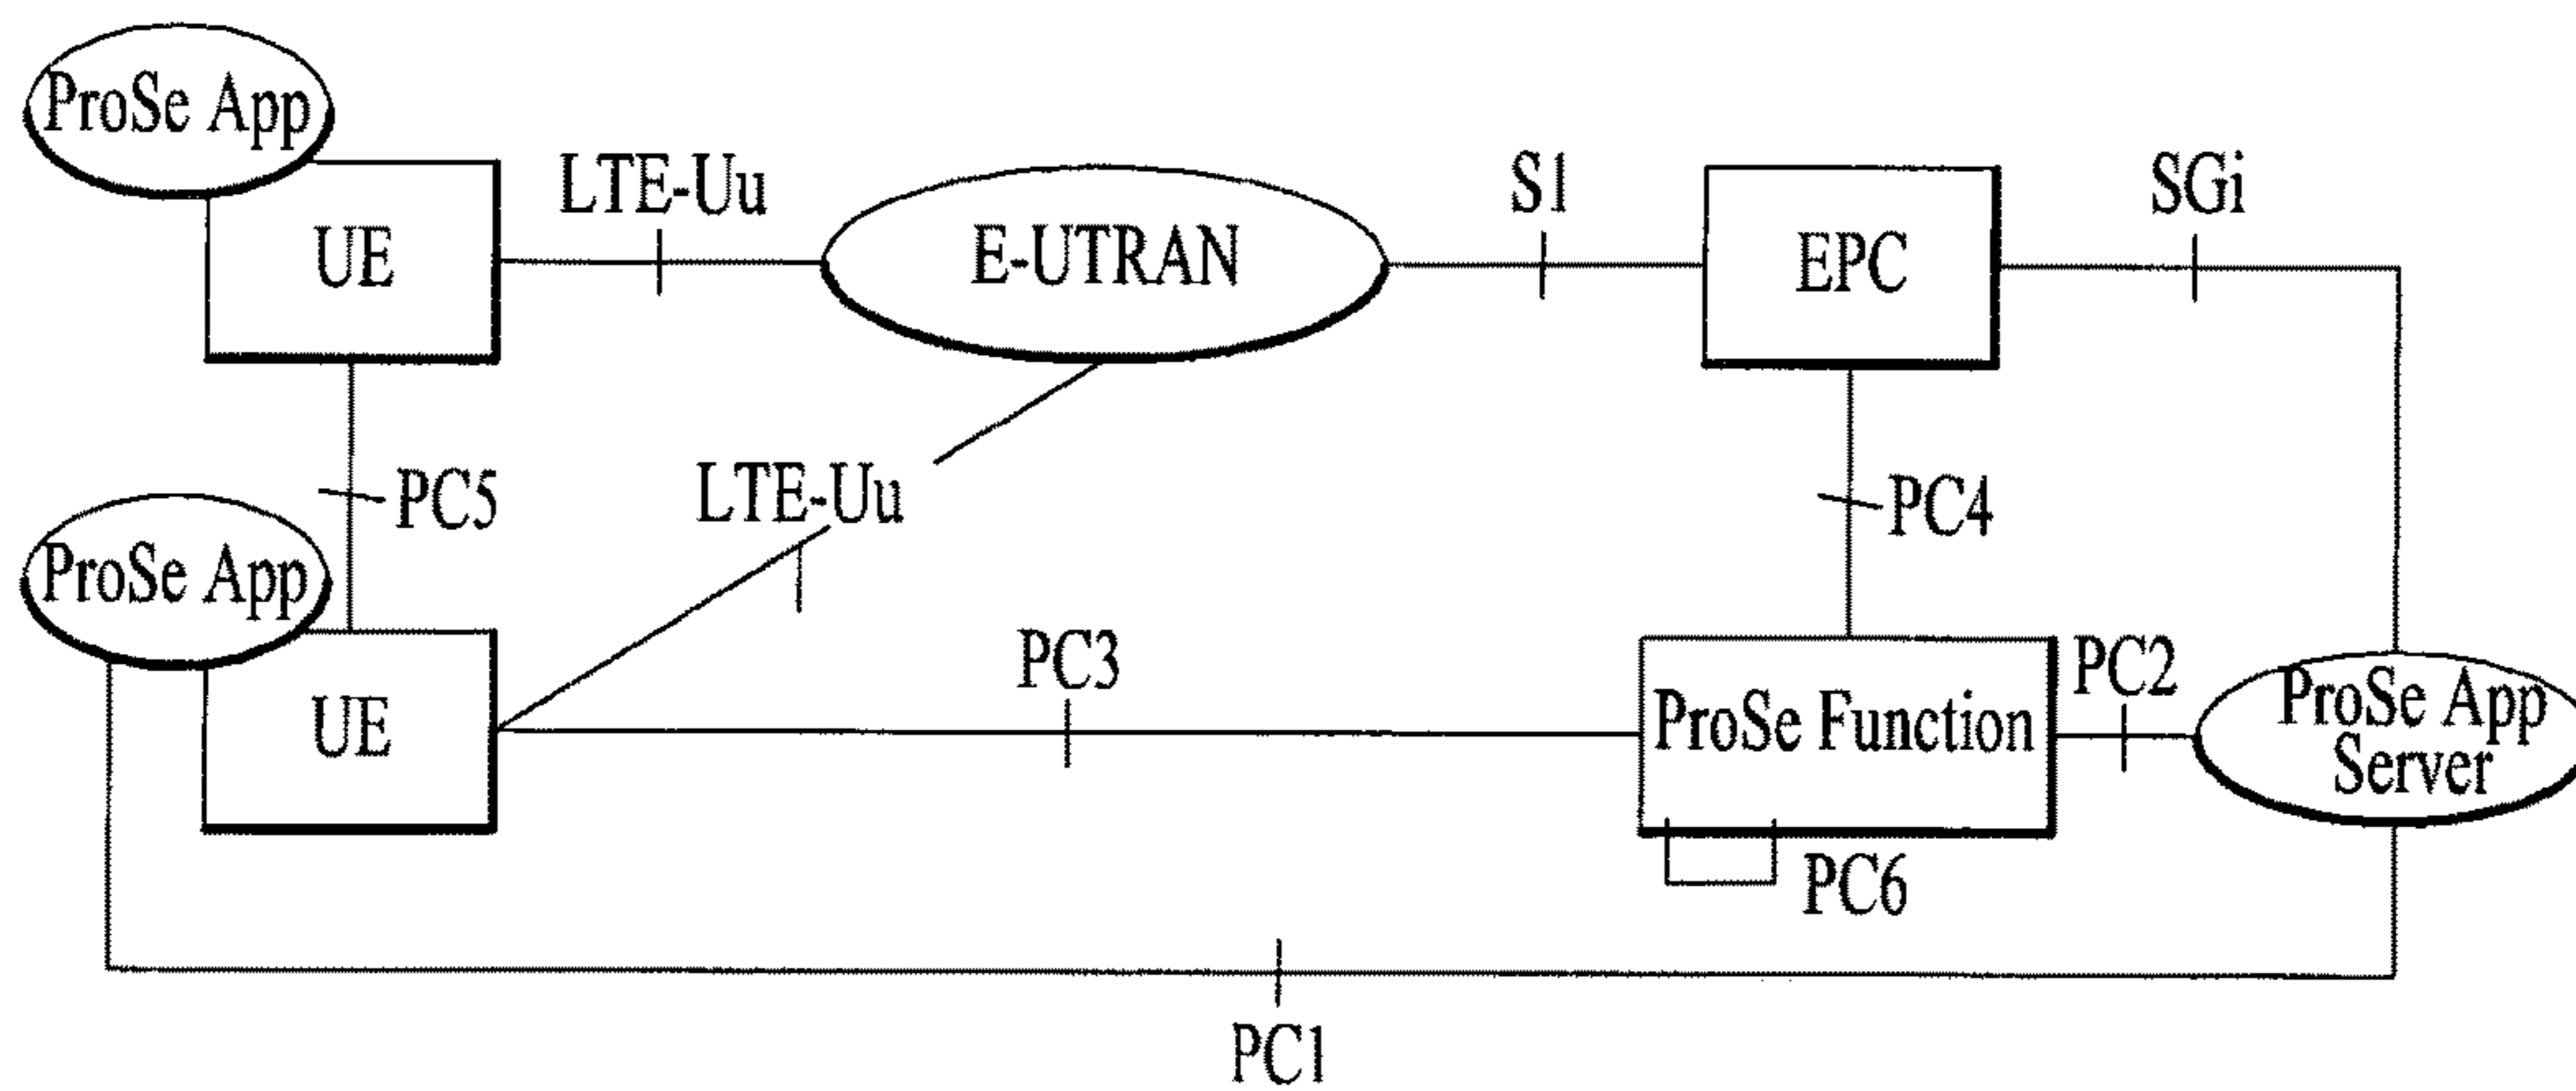 ProSe App
LTE-Uu
S1
SGi
UE
E-UTRAN
EPC
LTE-Uu
PC5
PC4
ProSe App
PC3
PC2
UE
ProSe Function
ProSe App
Server
PC6
PC1